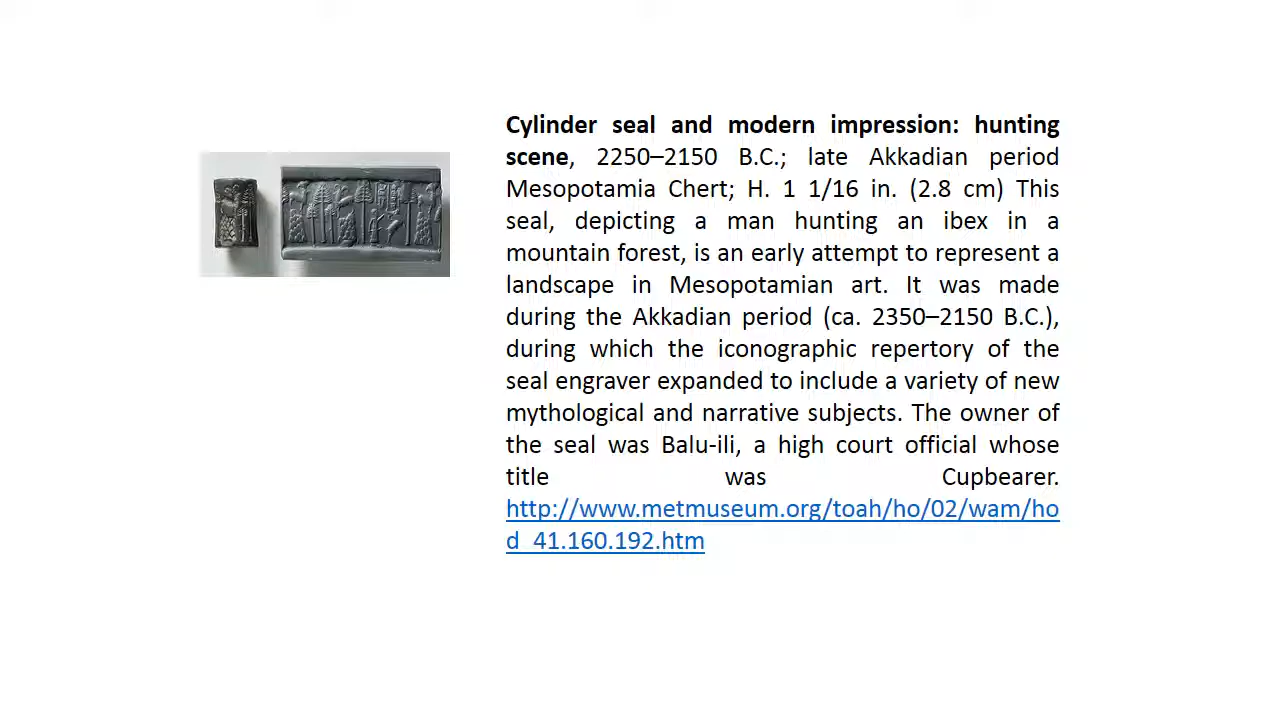 Cylinder seal and modern impression: hunting
scene, 2250–2150 B.C.; late Akkadian period
Mesopotamia Chert; H. 1 1/16 in. (2.8 cm) This
seal, depicting a man hunting an ibex in a
mountain forest, is an early attempt to represent a
landscape in Mesopotamian art. It was made
during the Akkadian period (ca. 2350–2150 B.C.),
during which the iconographic repertory of the
seal engraver expanded to include a variety of new
mythological and narrative subjects. The owner of
the seal was Balu-ili, a high court official whose
title was Cupbearer.
http://www.metmuseum.org/toah/ho/02/wam/ho
d_41.160.192.htm